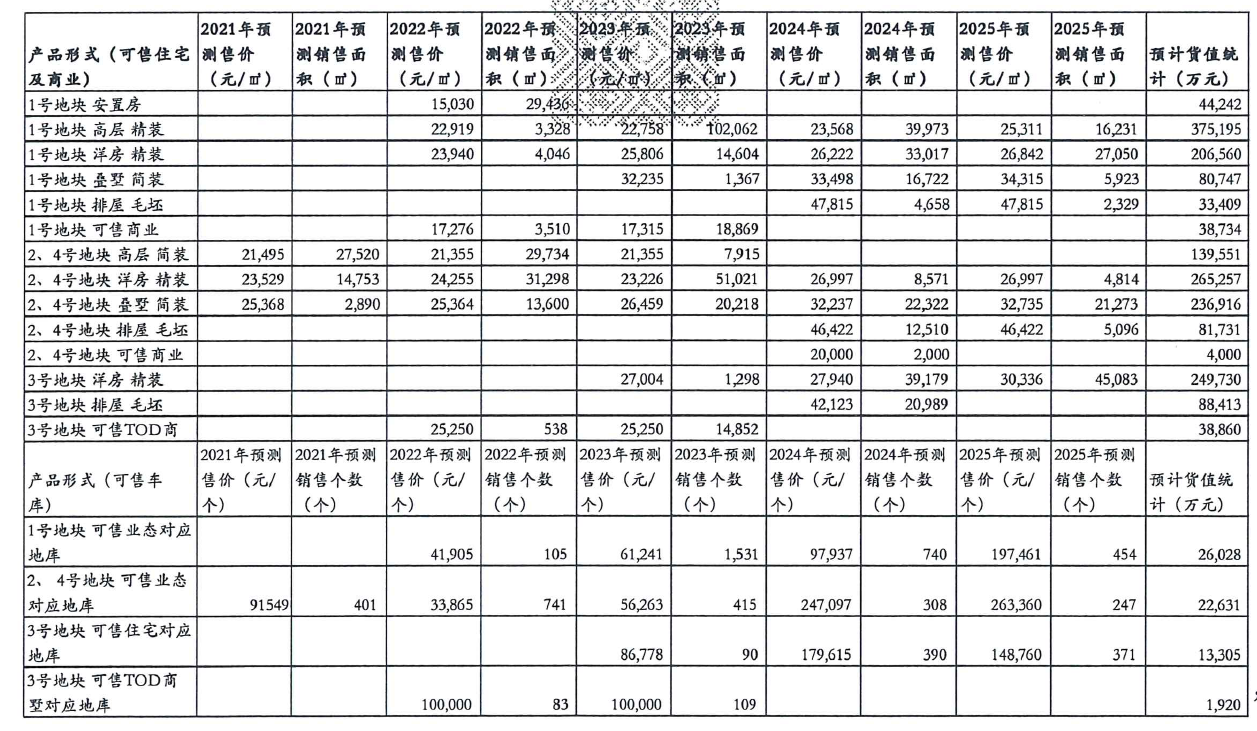 产品形式（可售住宅及商业） 2021年预测售价（元/㎡） 2021年预测销售面积（㎡） 2022年预测售价（元/㎡） 2022年预测销售面积（㎡） 2023年预测售价（元/㎡） 2023年预测销售面积（㎡） 2024年预测售价（元/㎡） 2024年预测销售面积（㎡） 2025年预测售价（元/㎡） 2025年预测销售面积（㎡） 预计货值统计（万元）
1号地块 安置房 15,030 29,436 44,242
1号地块 高层 精装 22,919 3,328 22,758 102,062 23,568 39,973 25,311 16,231 375,195
1号地块 洋房 精装 23,940 4,046 25,806 14,604 26,222 33,017 26,842 27,050 206,560
1号地块 叠墅 简装 32,235 1,367 33,498 16,722 34,315 5,923 80,747
1号地块 排屋 毛坯 47,815 4,658 47,815 2,329 33,409
1号地块 可售商业 17,276 3,510 17,315 18,869 38,734
2、4号地块 高层 简装 21,495 27,520 21,355 29,734 21,355 7,915 139,551
2、4号地块 洋房 精装 23,529 14,753 24,255 31,298 23,226 51,021 26,997 8,571 26,997 4,814 265,257
2、4号地块 叠墅 简装 25,368 2,890 25,364 13,600 26,459 20,218 32,237 22,322 32,735 21,273 236,916
2、4号地块 排屋 毛坯 46,422 12,510 46,422 5,096 81,731
2、4号地块 可售商业 20,000 2,000 4,000
3号地块 洋房 精装 27,004 1,298 27,940 39,179 30,336 45,083 249,730
3号地块 排屋 毛坯 42,123 20,989 88,413
3号地块 可售TOD商 25,250 538 25,250 14,852 38,860
产品形式（可售车库） 2021年预测售价（元/个） 2021年预测销售个数（个） 2022年预测售价（元/个） 2022年预测销售个数（个） 2023年预测售价（元/个） 2023年预测销售个数（个） 2024年预测售价（元/个） 2024年预测销售个数（个） 2025年预测售价（元/个） 2025年预测销售个数（个） 预计货值统计（万元）
1号地块 可售业态对应地库 41,905 105 61,241 1,531 97,937 740 197,461 454 26,028
2、 4号地块 可售业态对应地库 91549 401 33,865 741 56,263 415 247,097 308 263,360 247 22,631
3号地块 可售住宅对应地库 86,778 90 179,615 390 148,760 371 13,305
3号地块 可售TOD商墅对应地库 100,000 83 100,000 109 1,920